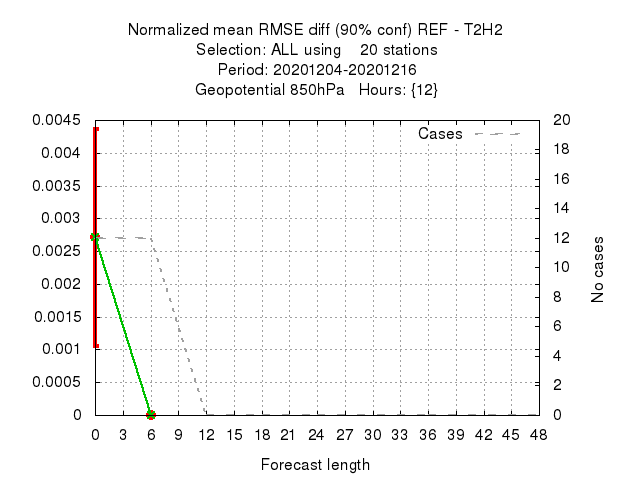 Normalized mean RMSE diff (90% conf) REF - T2H2
Selection: ALL using    20 stations
Period: 20201204-20201216
Geopotential 850hPa   Hours: {12}
Cases
0.0045
0.004
0.0035
0.003
0.0025
0.002
0.0015
0.001
0.0005
0
20
18
16
14
12
10
8
6
4
2
0
No cases
0 3 6 9 12 15 18 21 24 27 30 33 36 39 42 45 48
Forecast length